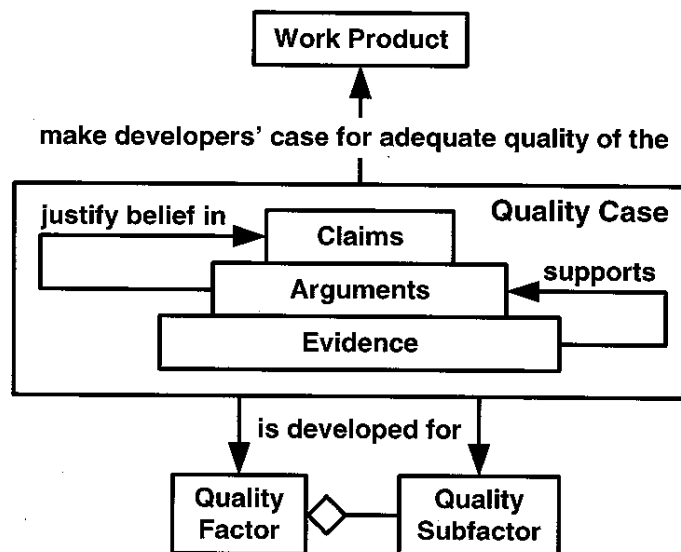 Work Product
make developers' case for adequate quality of the
justify belief in
Quality Case
Claims
supports
Arguments
Evidence
is developed for
Quality
Factor
Quality
Subfactor